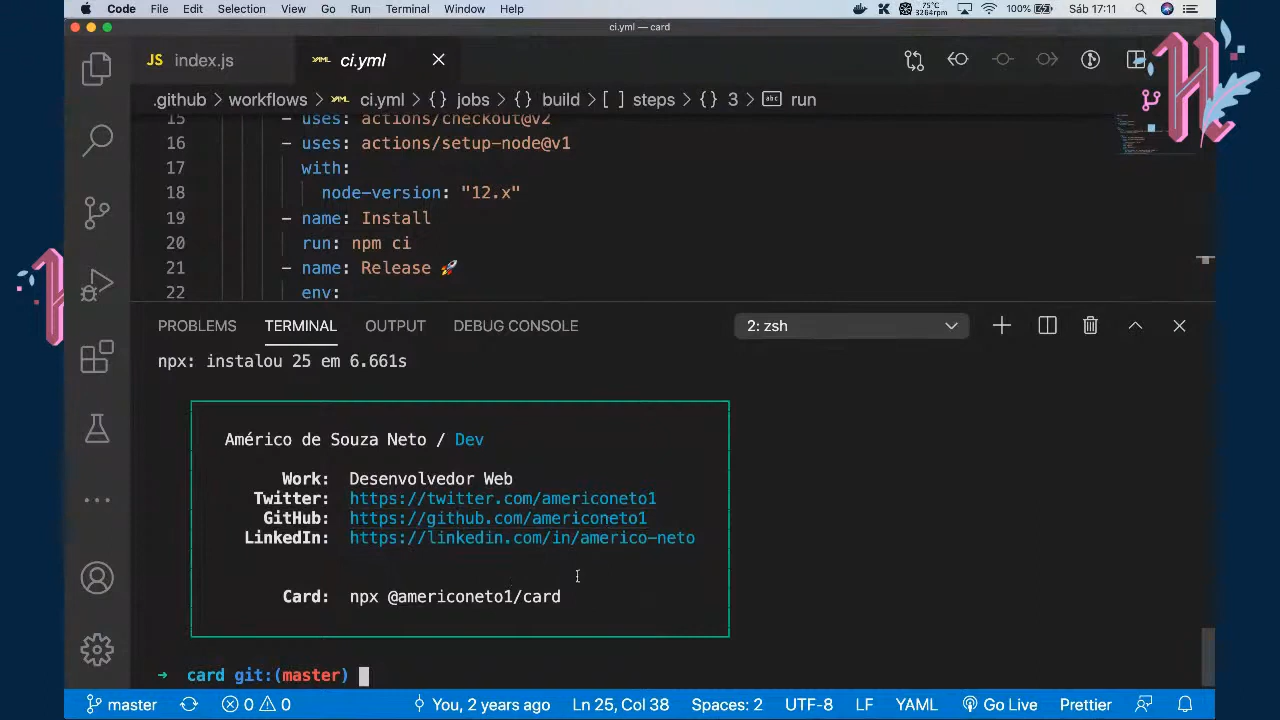 Code File Edit Selection View Go Run Terminal Window Help 75°C 3264rpm 100% Sáb 17:11
ci.yml — card
JS index.js YAML ci.yml
.github > workflows > YAML ci.yml > {} jobs > {} build > [ ] steps > {} 3 > abc run
15 - uses: actions/checkout@v2
16 - uses: actions/setup-node@v1
17 with:
18 node-version: "12.x"
19 - name: Install
20 run: npm ci
21 - name: Release 🚀
22 env:
PROBLEMS TERMINAL OUTPUT DEBUG CONSOLE 2: zsh
npx: instalou 25 em 6.661s
Américo de Souza Neto / Dev
Work: Desenvolvedor Web
Twitter: https://twitter.com/americoneto1
GitHub: https://github.com/americoneto1
LinkedIn: https://linkedin.com/in/americo-neto
Card: npx @americoneto1/card
➜ card git:(master)
master 0 0 You, 2 years ago Ln 25, Col 38 Spaces: 2 UTF-8 LF YAML Go Live Prettier